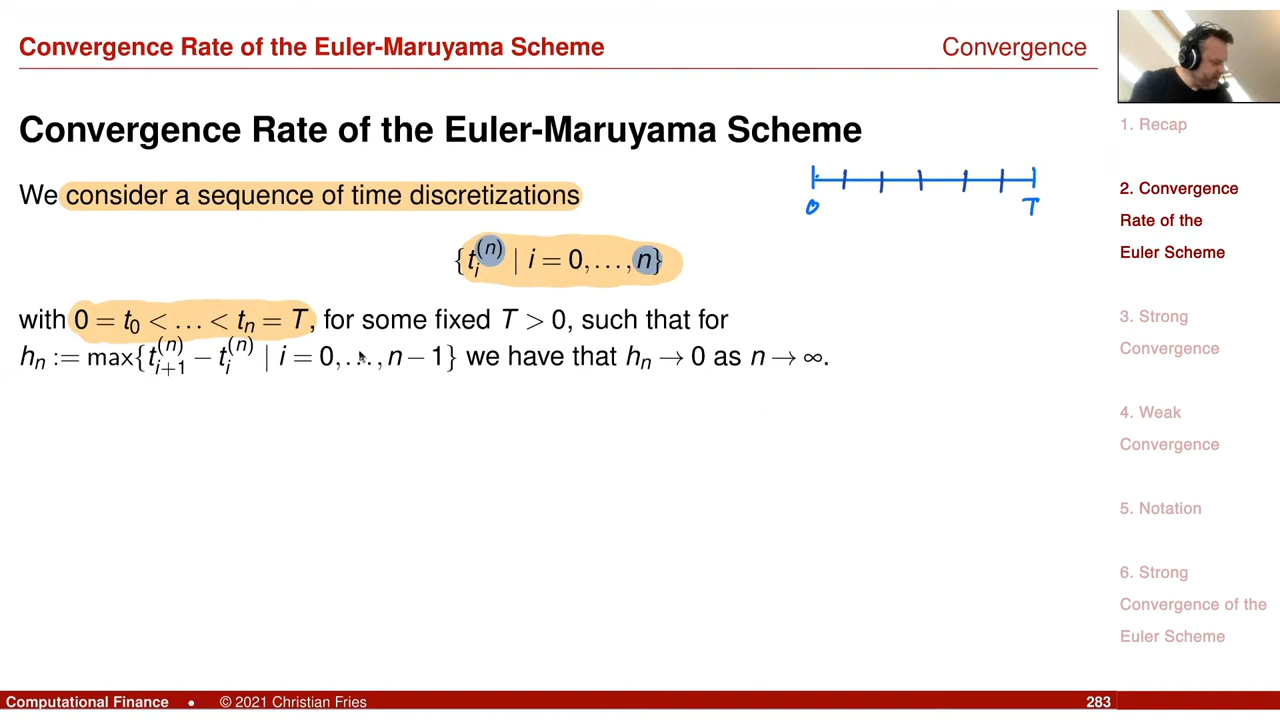 Convergence Rate of the Euler-Maruyama Scheme
Convergence
Convergence Rate of the Euler-Maruyama Scheme
We consider a sequence of time discretizations
0 T
{t_i^{(n)} | i = 0,...,n}
with 0 = t_0 < ... < t_n = T, for some fixed T > 0, such that for
h_n := max{t_{i+1}^{(n)} − t_i^{(n)} | i = 0,...,n − 1} we have that h_n → 0 as n → ∞.
1. Recap
2. Convergence
Rate of the
Euler Scheme
3. Strong
Convergence
4. Weak
Convergence
5. Notation
6. Strong
Convergence of the
Euler Scheme
Computational Finance • © 2021 Christian Fries
283